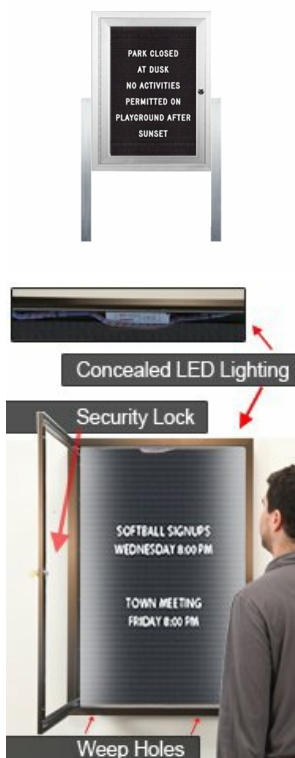 PARK CLOSED
AT DUSK
NO ACTIVITIES
PERMITTED ON
PLAYGROUND AFTER
SUNSET
Concealed LED Lighting
Security Lock
SOFTBALL SIGNUPS
WEDNESDAY 8:00 PM
TOWN MEETING
FRIDAY 8:00 PM
Weep Holes